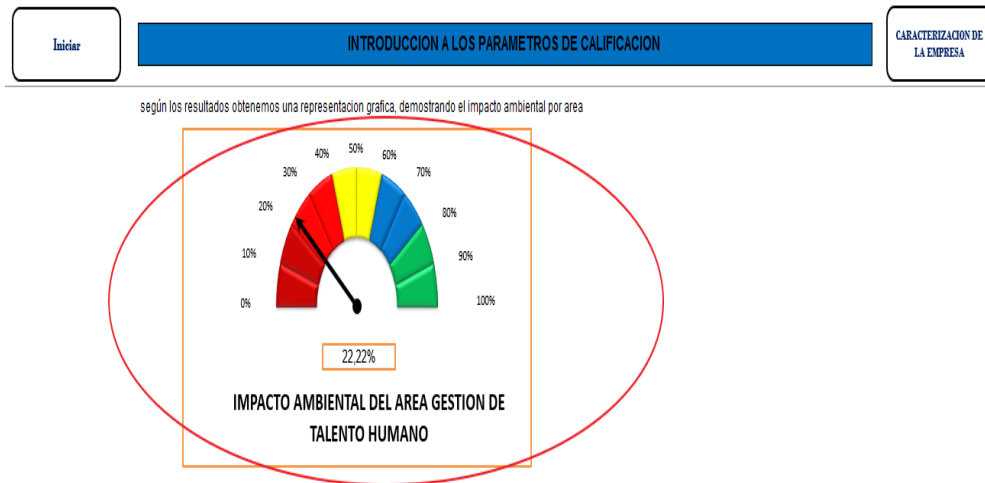 Iniciar
INTRODUCCION A LOS PARAMETROS DE CALIFICACION
CARACTERIZACION DE
LA EMPRESA
según los resultados obtenemos una representacion grafica, demostrando el impacto ambiental por area
0%
10%
20%
30%
40%
50%
60%
70%
80%
90%
100%
22,22%
IMPACTO AMBIENTAL DEL AREA GESTION DE
TALENTO HUMANO